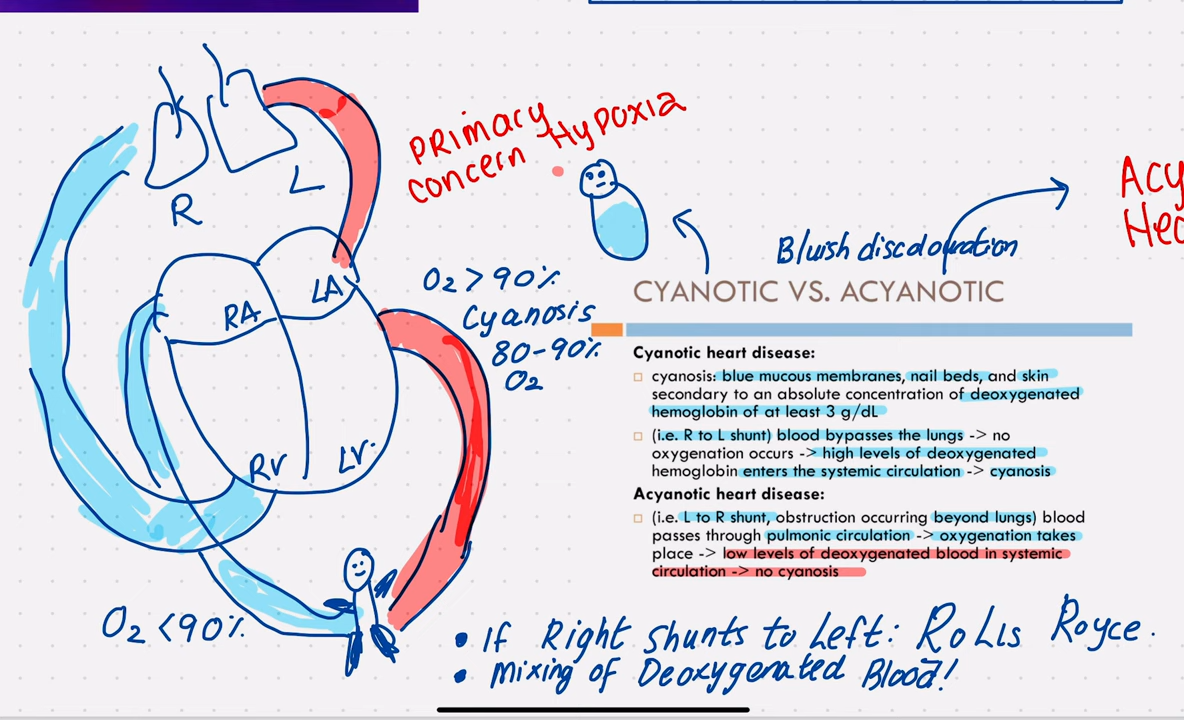 R
L
RA
LA
RV
LV.
O₂ <90%
PRIMARY Hypoxia
concern
O₂ > 90%
Cyanosis
80-90%
O₂
Bluish discolouration
Acy
Hea
CYANOTIC VS. ACYANOTIC
Cyanotic heart disease:
cyanosis: blue mucous membranes, nail beds, and skin
secondary to an absolute concentration of deoxygenated
hemoglobin of at least 3 g/dL
(i.e. R to L shunt) blood bypasses the lungs -> no
oxygenation occurs -> high levels of deoxygenated
hemoglobin enters the systemic circulation -> cyanosis
Acyanotic heart disease:
(i.e. L to R shunt, obstruction occurring beyond lungs) blood
passes through pulmonic circulation -> oxygenation takes
place -> low levels of deoxygenated blood in systemic
circulation -> no cyanosis
• If Right shunts to Left: RoLls Royce.
• Mixing of Deoxygenated Blood!